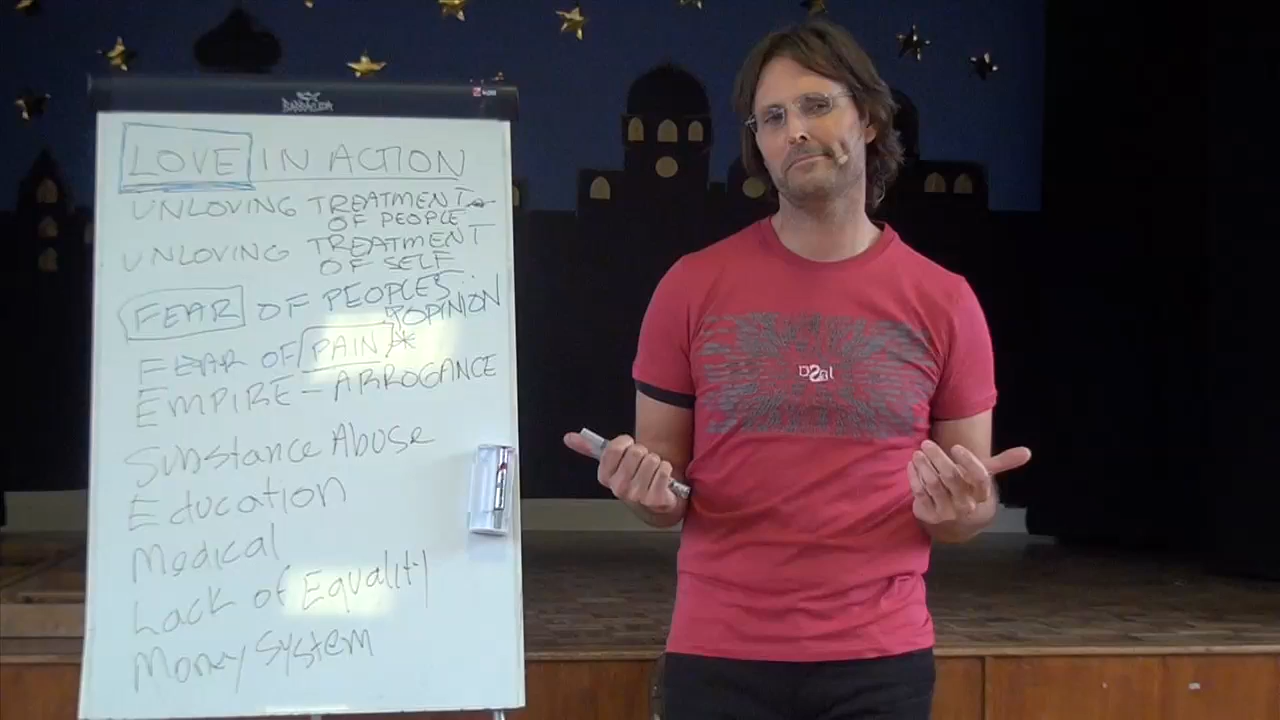 LOVE IN ACTION
UNLOVING TREATMENT
OF PEOPLE
UNLOVING TREATMENT
OF SELF
FEAR OF PEOPLE'S
OPINION
FEAR OF PAIN*
EMPIRE - ARROGANCE
Substance Abuse
Education
Medical
Lack of Equality
Money System